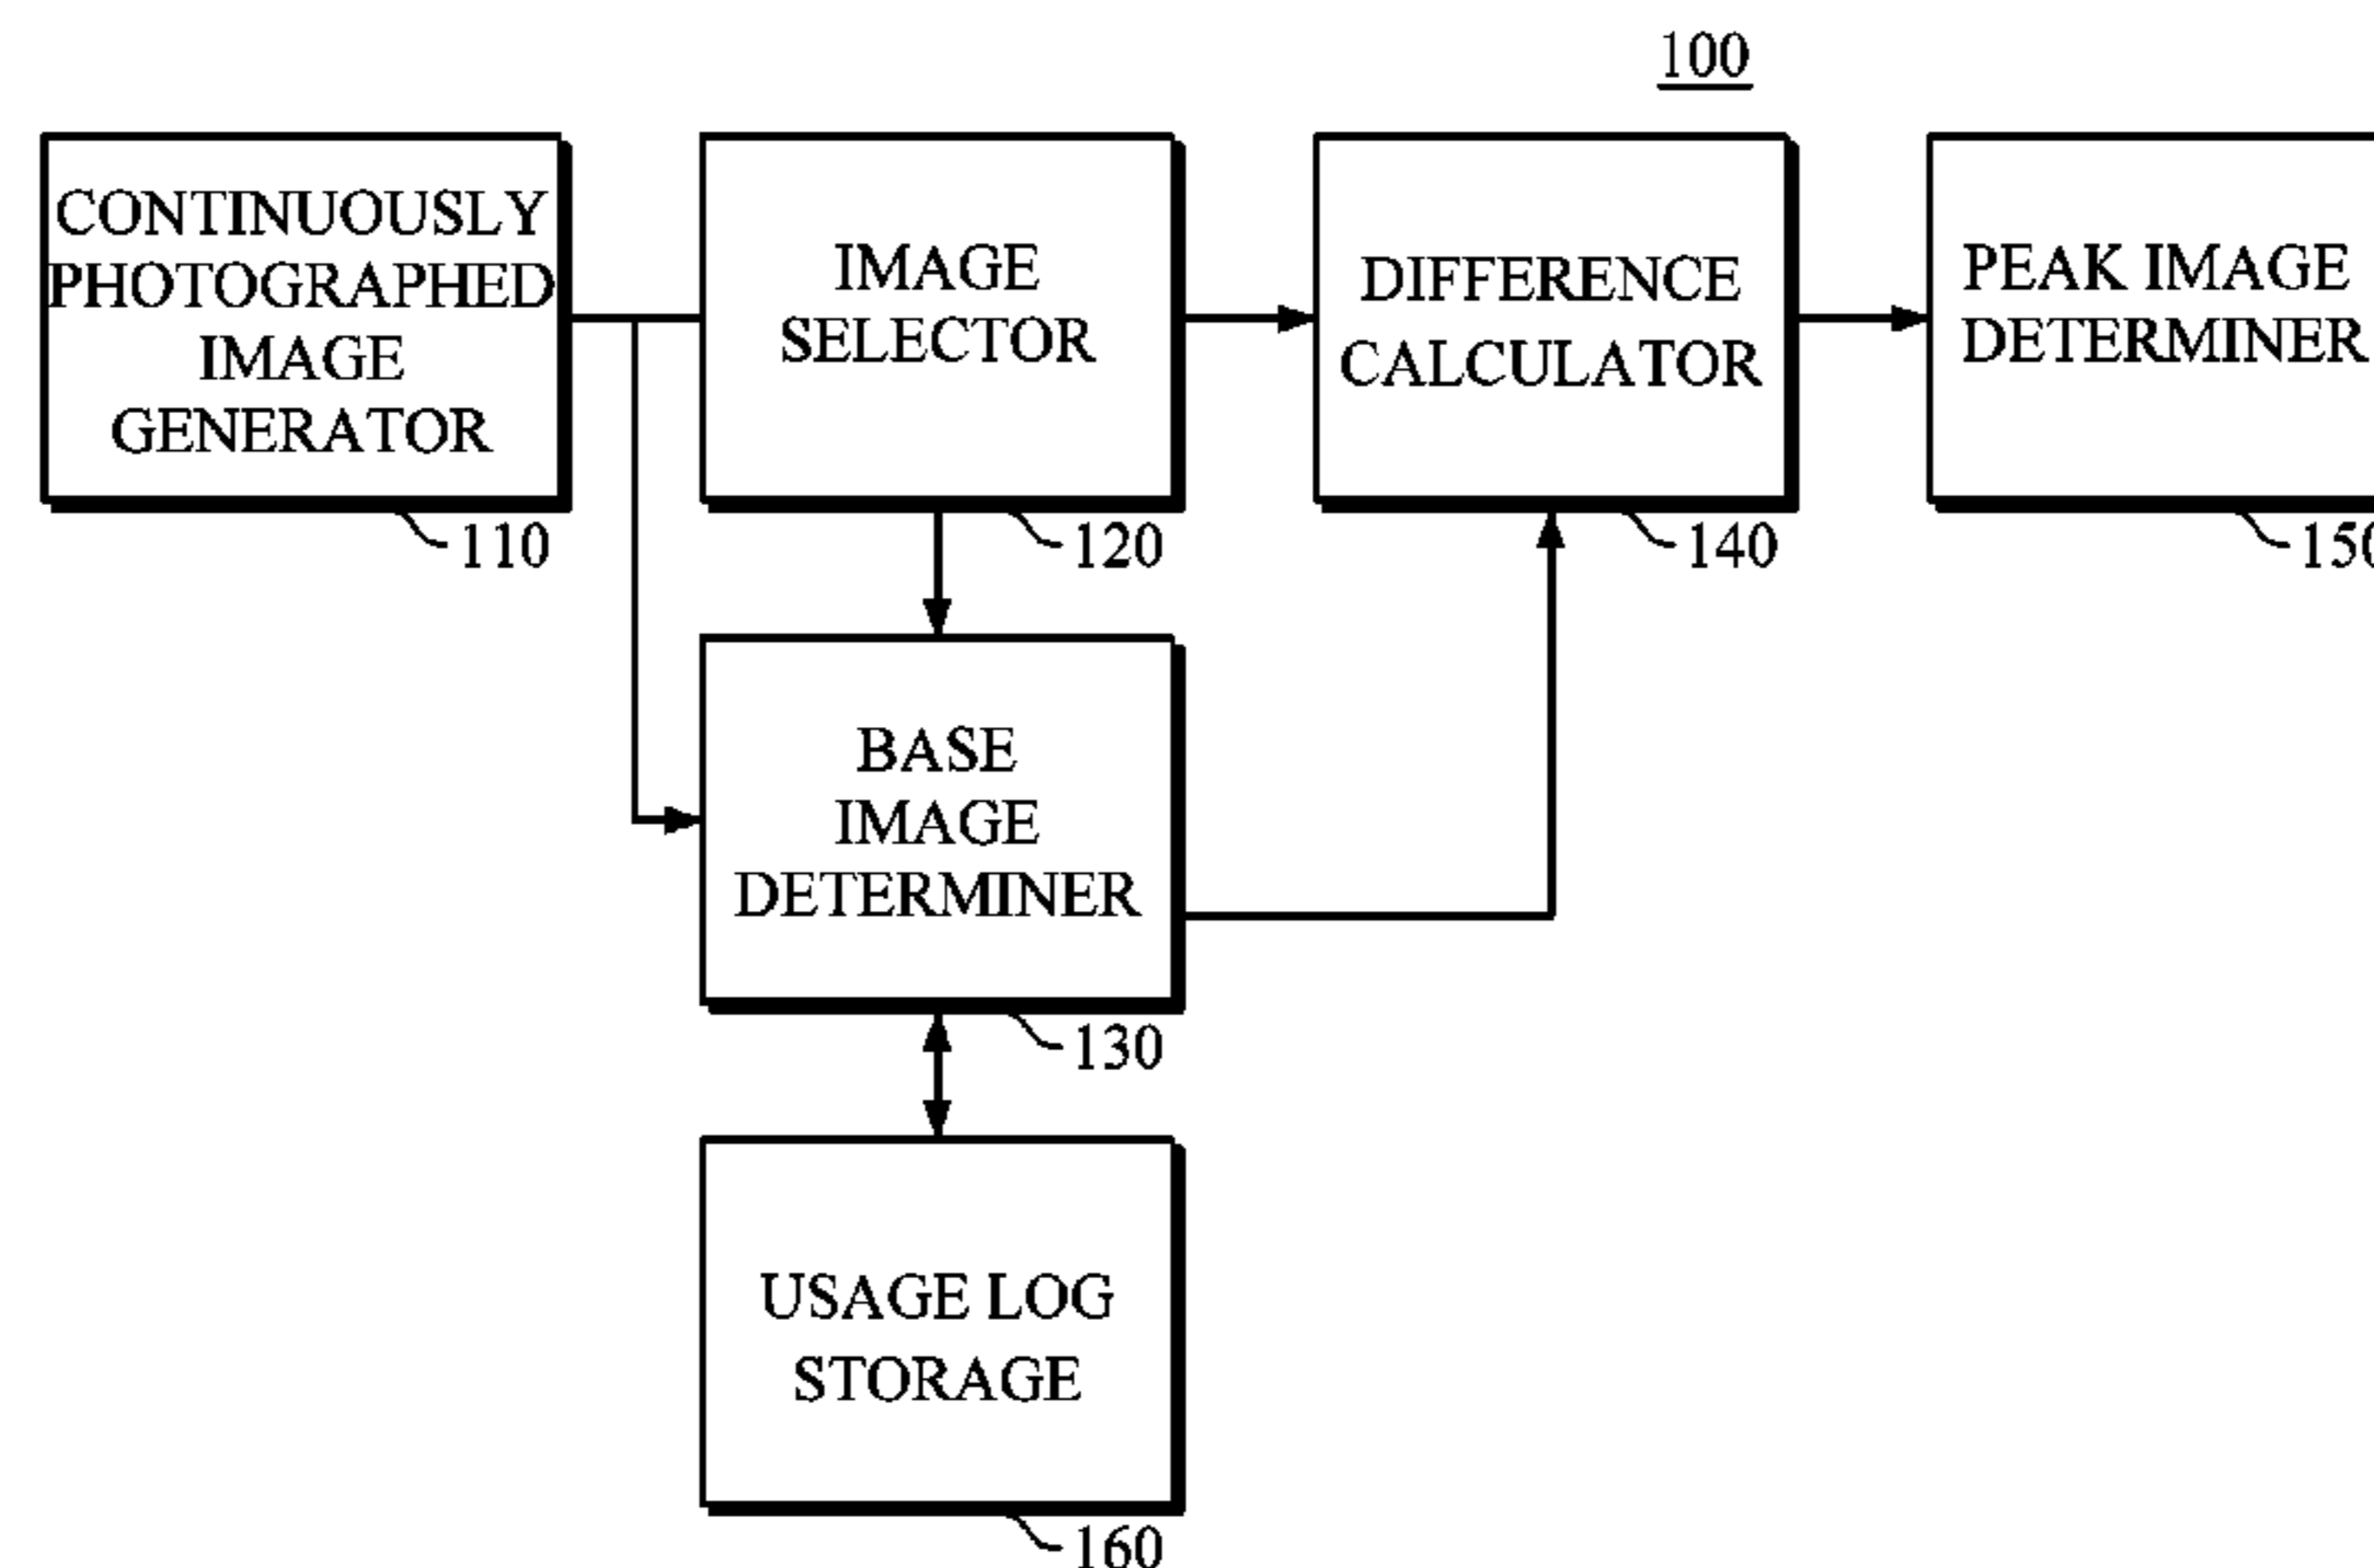 100
CONTINUOUSLY
PHOTOGRAPHED
IMAGE
GENERATOR
110
IMAGE
SELECTOR
120
DIFFERENCE
CALCULATOR
140
PEAK IMAGE
DETERMINER
150
BASE
IMAGE
DETERMINER
130
USAGE LOG
STORAGE
160